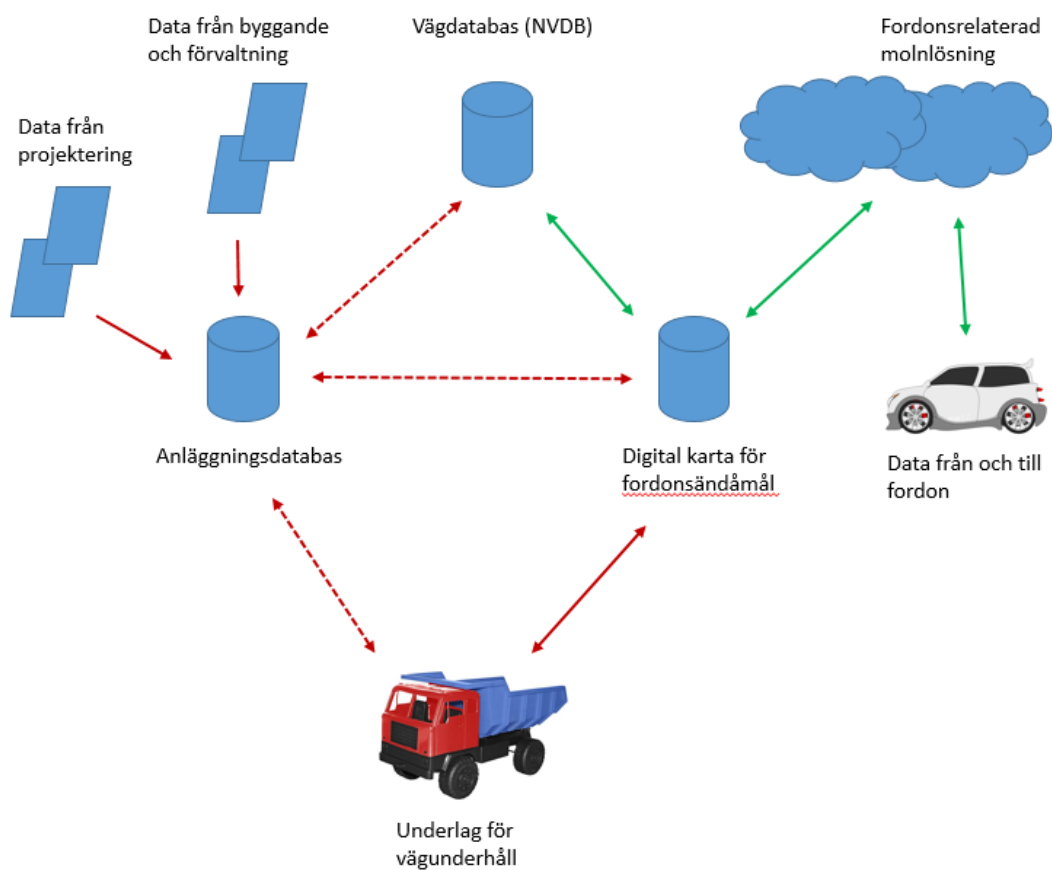 Data från byggande
och förvaltning
Vägdatabas (NVDB)
Fordonsrelaterad
molnlösning
Data från
projektering
Anläggningsdatabas
Digital karta för
fordonsändåmål
Data från och till
fordon
Underlag för
vägunderhåll